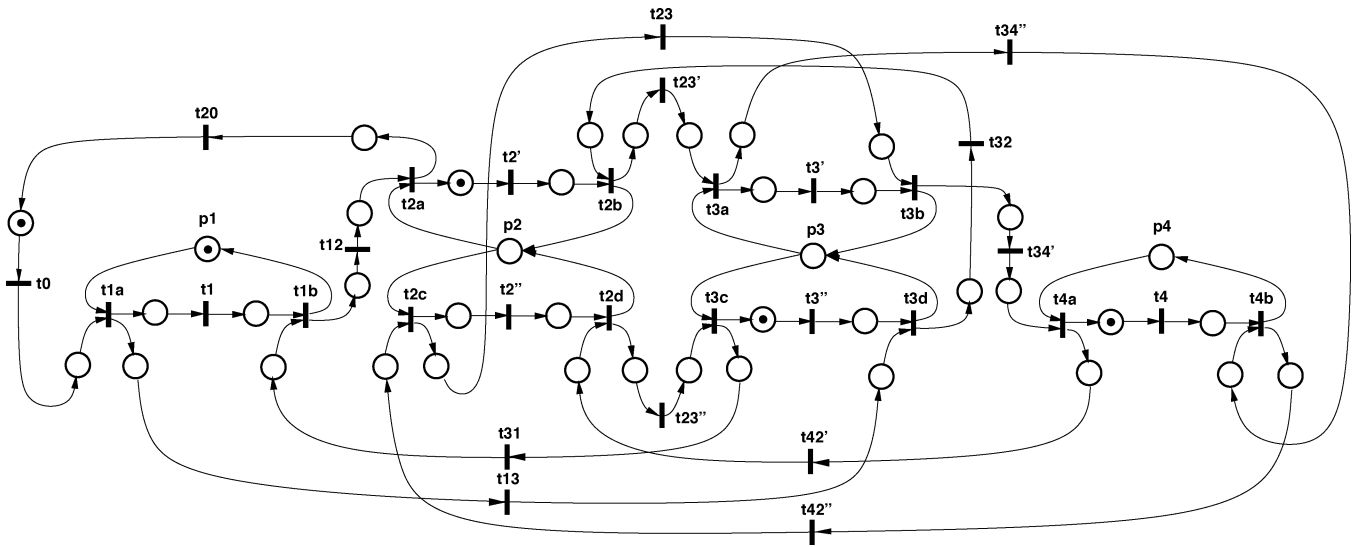 t23
t34”
t23’
t20
t32
t2’
t3’
t2a
t2b
t3a
t3b
p1
p2
p3
p4
t12
t34’
t0
t1a
t1
t1b
t2c
t2”
t2d
t3c
t3”
t3d
t4a
t4
t4b
t23”
t31
t42’
t13
t42”